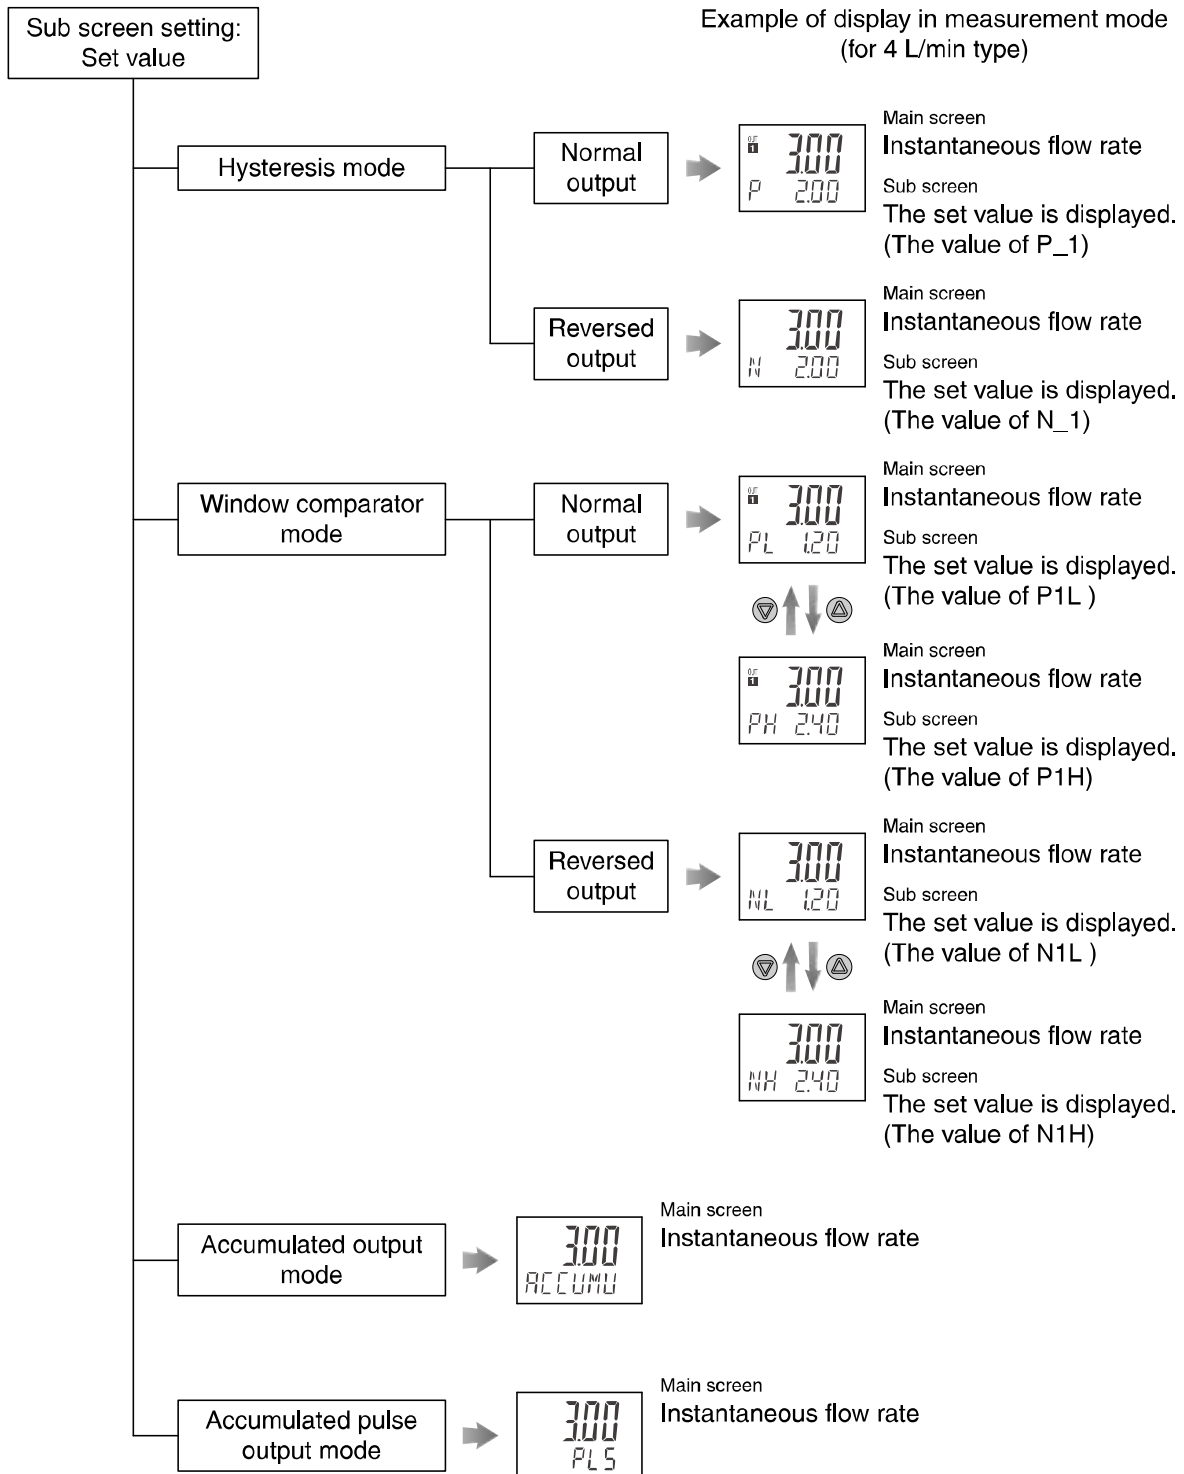 Sub screen setting:
Set value
Example of display in measurement mode
(for 4 L/min type)
Hysteresis mode
Normal
output
OUT
1
3.00
P 2.00
Main screen
Instantaneous flow rate
Sub screen
The set value is displayed.
(The value of P_1)
Reversed
output
3.00
N 2.00
Main screen
Instantaneous flow rate
Sub screen
The set value is displayed.
(The value of N_1)
Window comparator
mode
Normal
output
OUT
1
3.00
PL 1.20
Main screen
Instantaneous flow rate
Sub screen
The set value is displayed.
(The value of P1L )
OUT
1
3.00
PH 2.40
Main screen
Instantaneous flow rate
Sub screen
The set value is displayed.
(The value of P1H)
Reversed
output
3.00
NL 1.20
Main screen
Instantaneous flow rate
Sub screen
The set value is displayed.
(The value of N1L )
3.00
NH 2.40
Main screen
Instantaneous flow rate
Sub screen
The set value is displayed.
(The value of N1H)
Accumulated output
mode
3.00
ACCUMU
Main screen
Instantaneous flow rate
Accumulated pulse
output mode
3.00
PLS
Main screen
Instantaneous flow rate